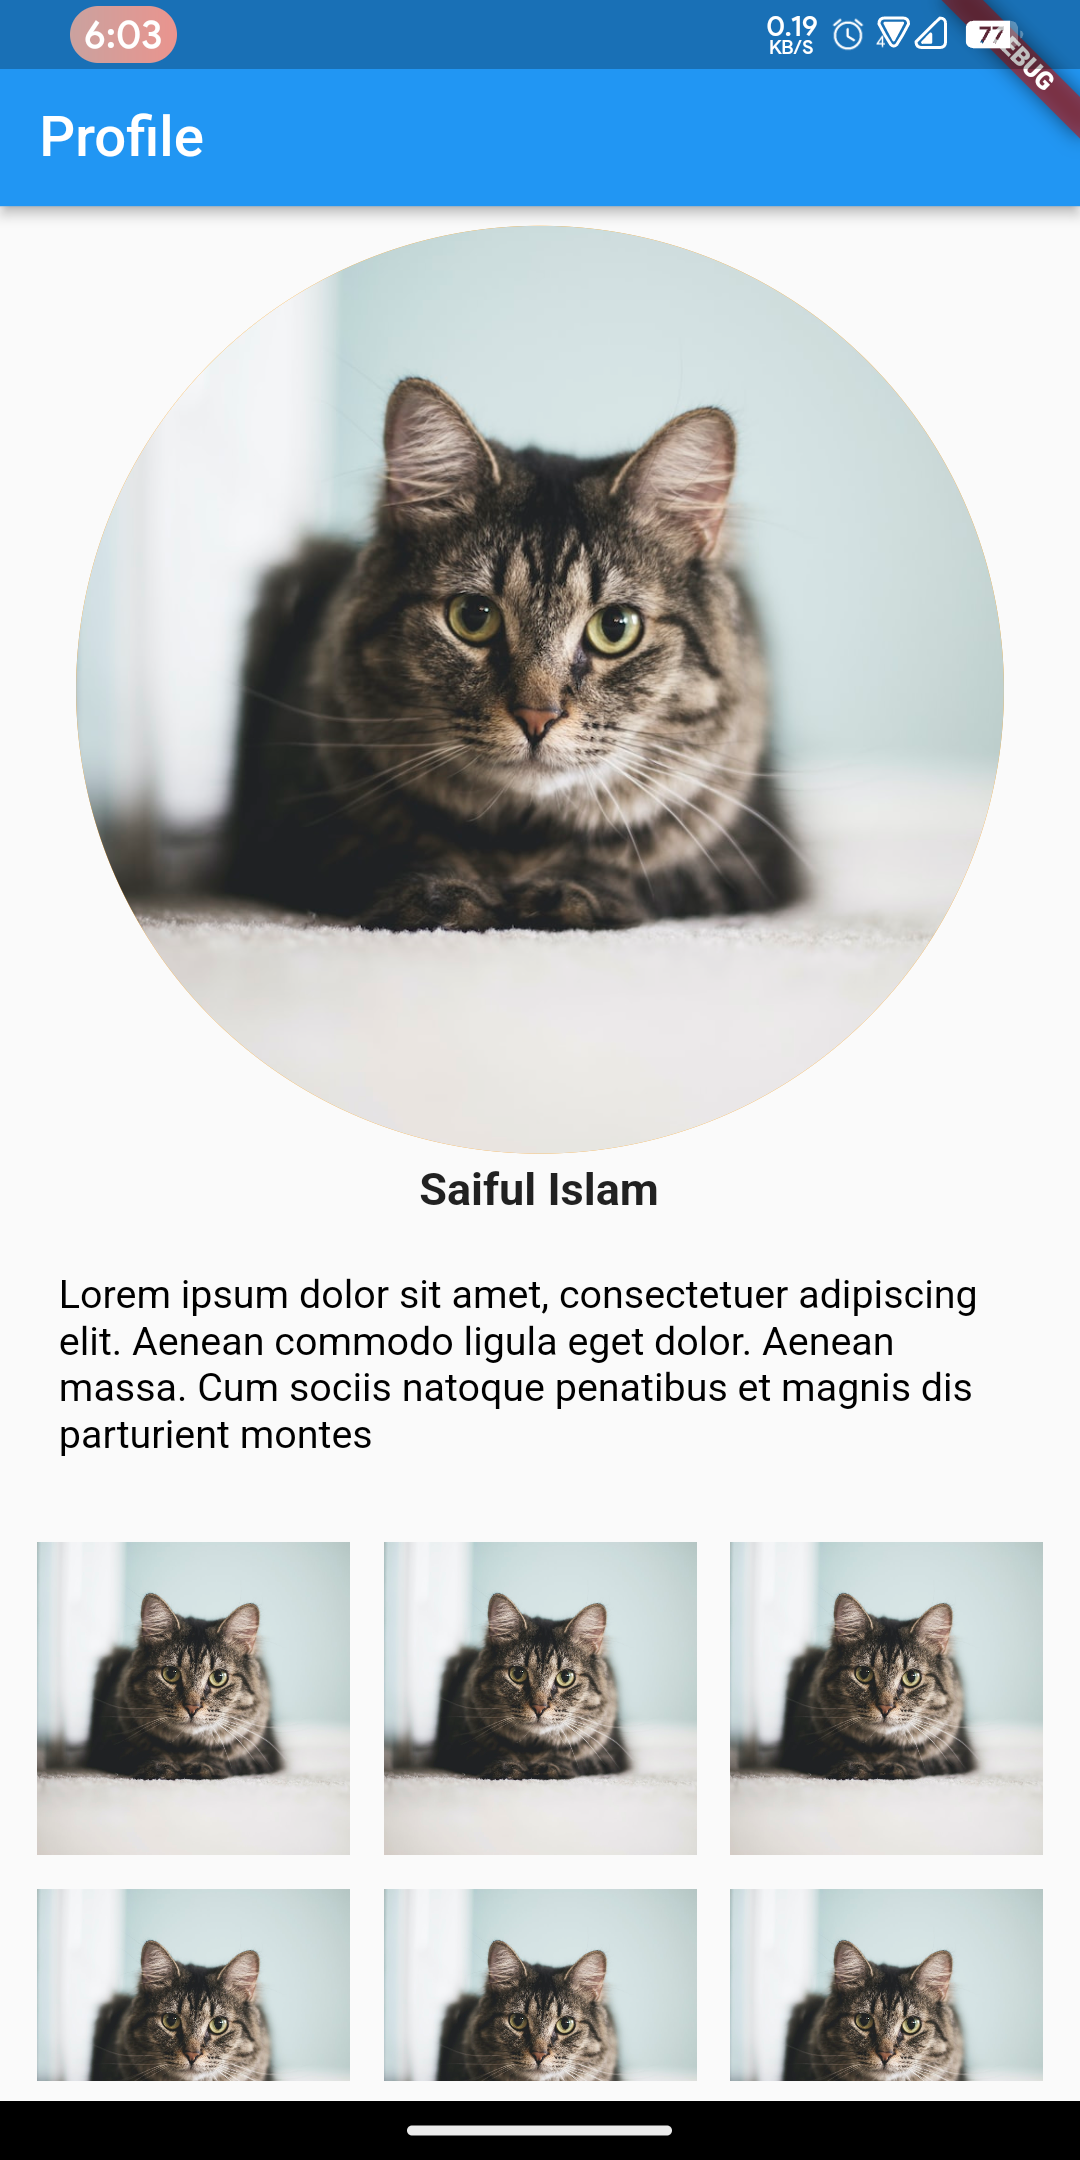 6:03
0.19
KB/S
4
77
EBUG
Profile
Saiful Islam
Lorem ipsum dolor sit amet, consectetuer adipiscing
elit. Aenean commodo ligula eget dolor. Aenean
massa. Cum sociis natoque penatibus et magnis dis
parturient montes